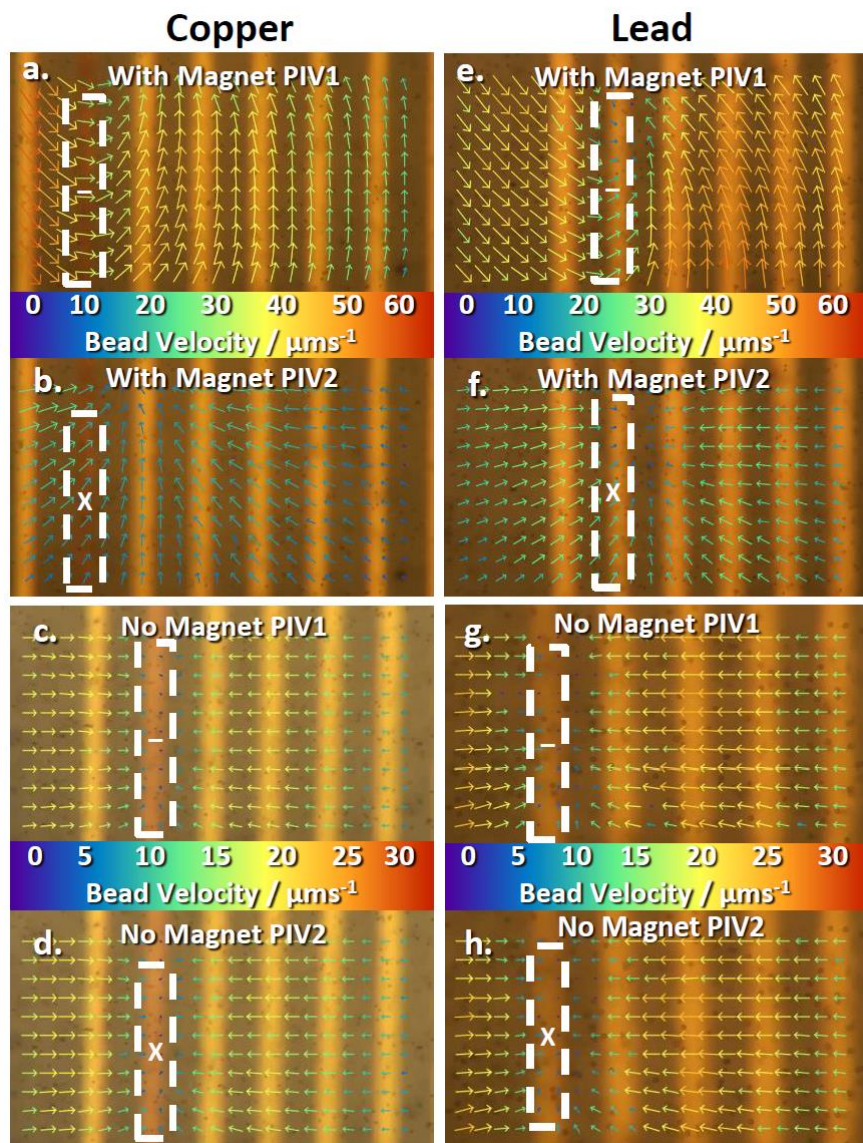 Copper
Lead
a.
With Magnet PIV1
e.
With Magnet PIV1
–
–
0 10 20 30 40 50 60
0 10 22 30 40 50 60
Bead Velocity / μms⁻¹
Bead Velocity / μms⁻¹
b.
With Magnet PIV2
f.
With Magnet PIV2
X
X
c.
No Magnet PIV1
g.
No Magnet PIV1
–
–
0 5 10 15 20 25 30
0 5 10 15 20 25 30
Bead Velocity / μms⁻¹
Bead Velocity / μms⁻¹
d.
No Magnet PIV2
h.
No Magnet PIV2
X
X